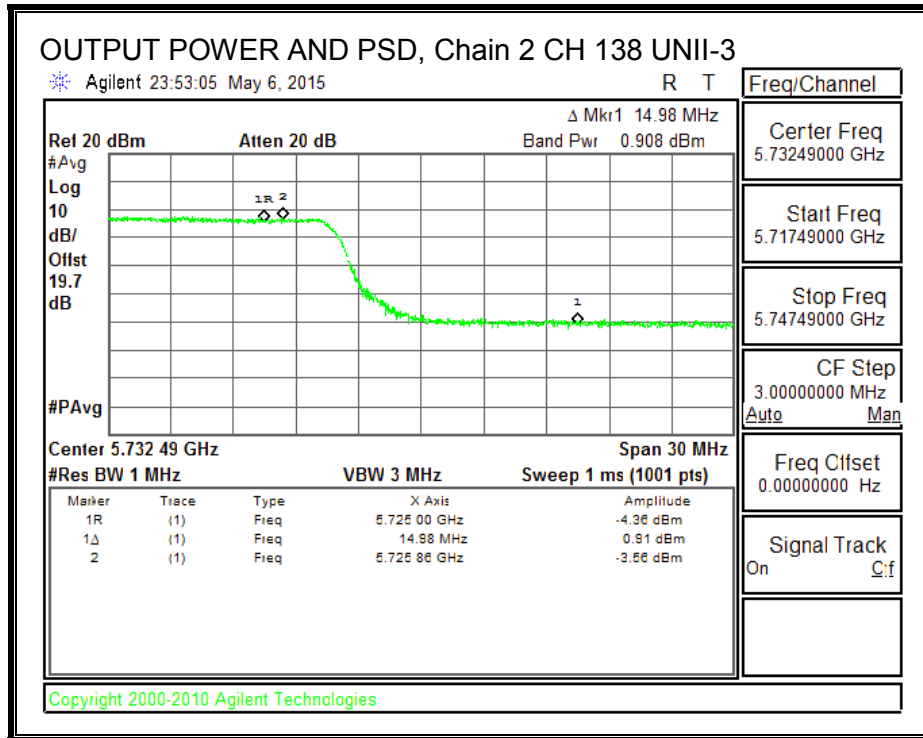 OUTPUT POWER AND PSD, Chain 2 CH 138 UNII-3
Agilent 23:53:05 May 6, 2015 R T
Freq/Channel
Δ Mkr1 14.98 MHz
Ref 20 dBm Atten 20 dB Band Pwr 0.908 dBm
#Avg
Log
10
dB/
Offst
19.7
dB
1R 2
1
#PAvg
Center 5.732 49 GHz Span 30 MHz
#Res BW 1 MHz VBW 3 MHz Sweep 1 ms (1001 pts)
Marker Trace Type X Axis Amplitude
1R (1) Freq 5.725 00 GHz -4.36 dBm
1Δ (1) Freq 14.98 MHz 0.91 dBm
2 (1) Freq 5.725 86 GHz -3.56 dBm
Center Freq
5.73249000 GHz
Start Freq
5.71749000 GHz
Stop Freq
5.74749000 GHz
CF Step
3.00000000 MHz
Auto Man
Freq Offset
0.00000000 Hz
Signal Track
On Off
Copyright 2000-2010 Agilent Technologies